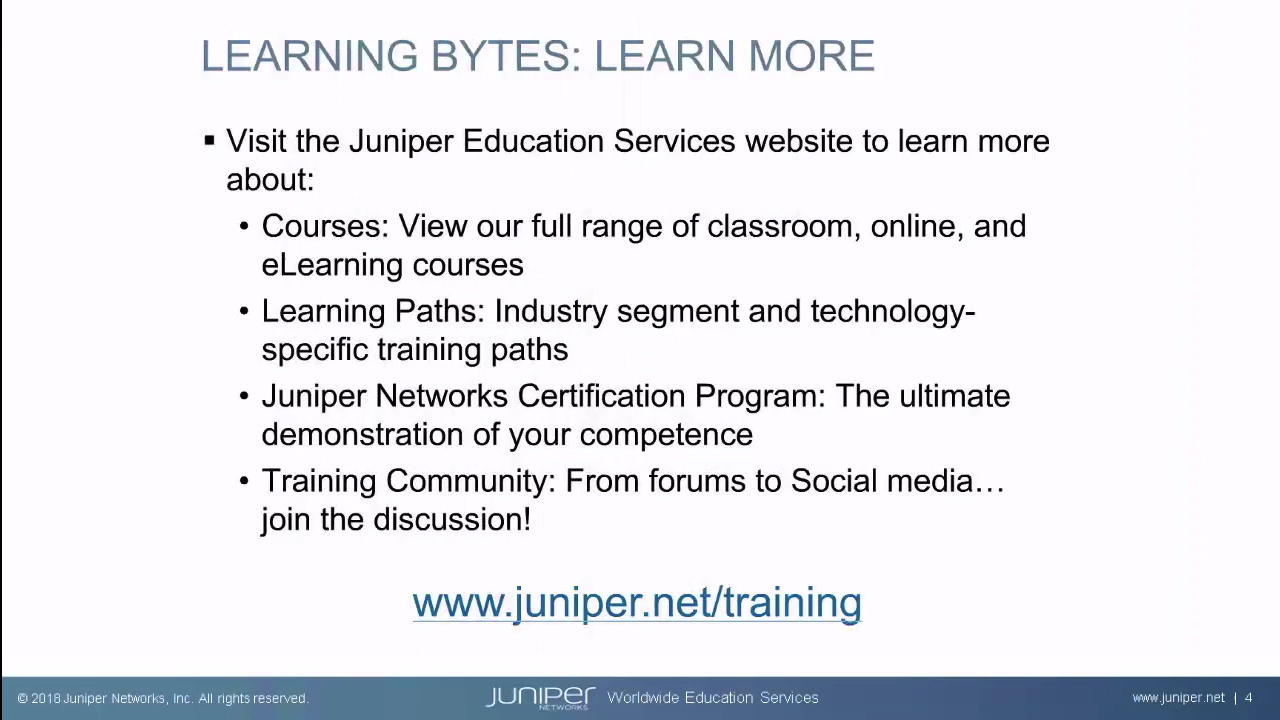 LEARNING BYTES: LEARN MORE
▪ Visit the Juniper Education Services website to learn more
about:
• Courses: View our full range of classroom, online, and
eLearning courses
• Learning Paths: Industry segment and technology-
specific training paths
• Juniper Networks Certification Program: The ultimate
demonstration of your competence
• Training Community: From forums to Social media…
join the discussion!
www.juniper.net/training
© 2018 Juniper Networks, Inc. All rights reserved.
JUNIPER
NETWORKS
Worldwide Education Services
www.juniper.net | 4